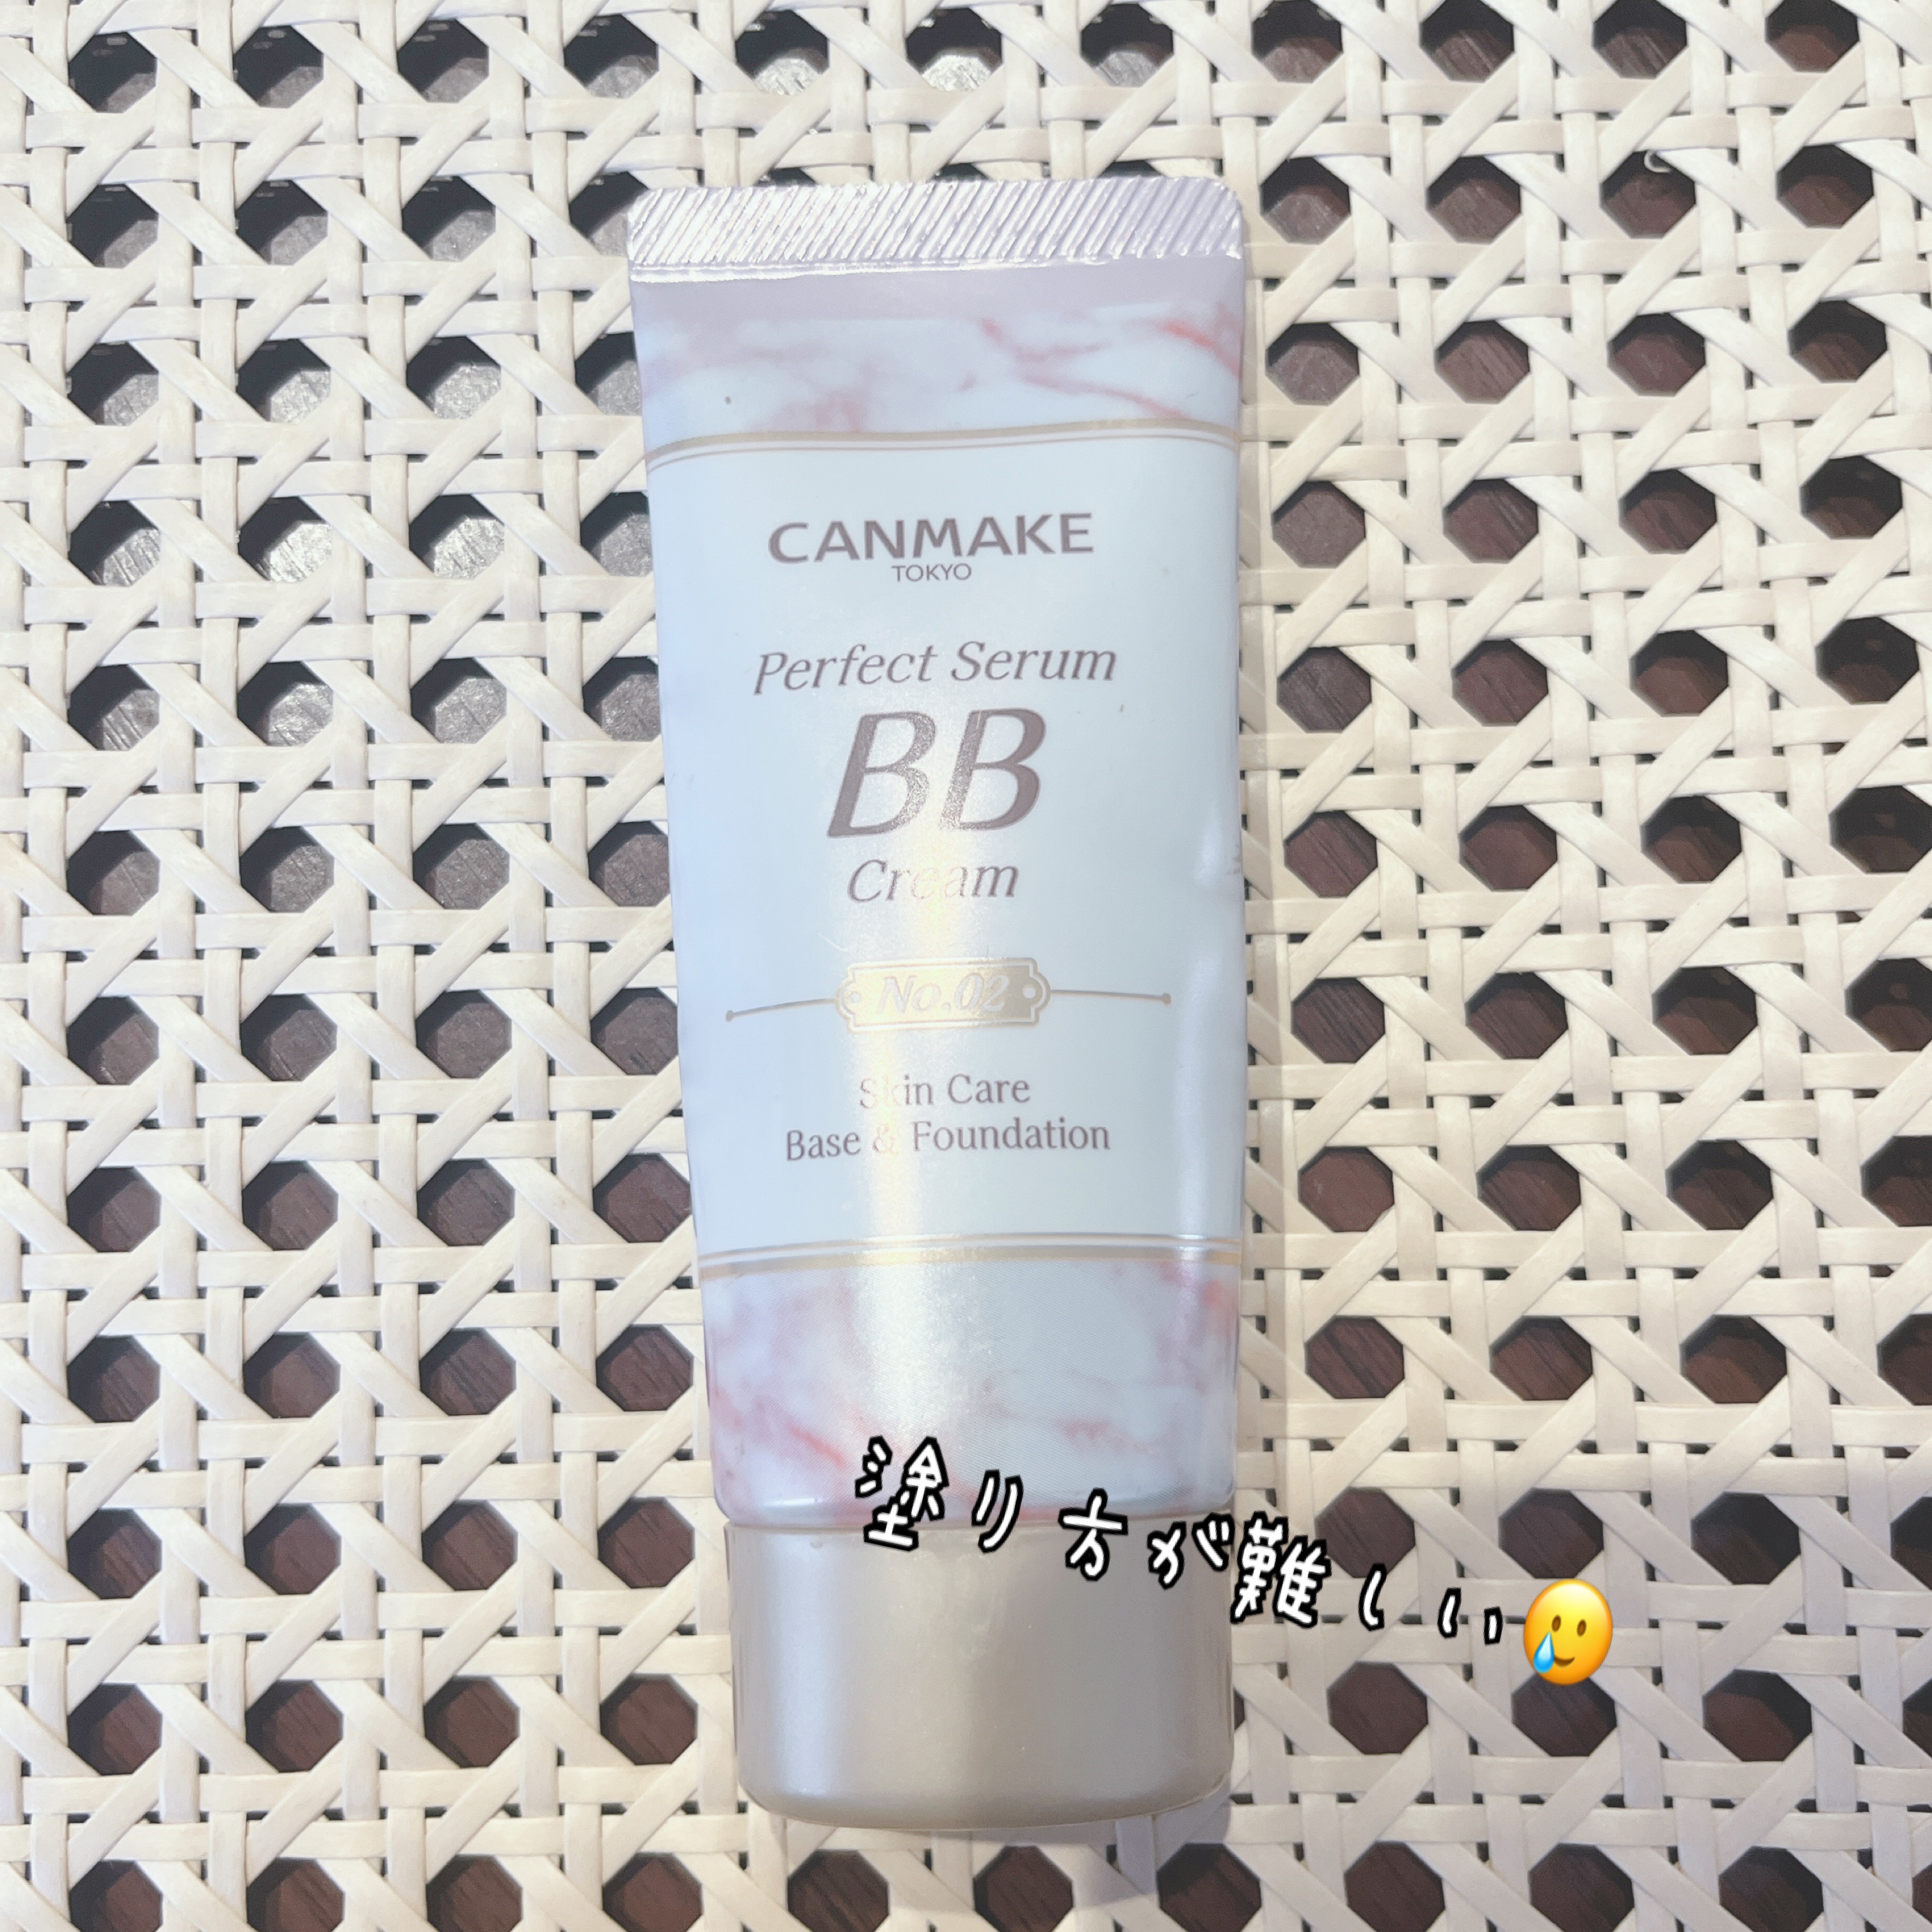 CANMAKE
TOKYO
Perfect Serum
BB
Cream
No.02
Skin Care
Base & Foundation
塗り方が難しい🥲